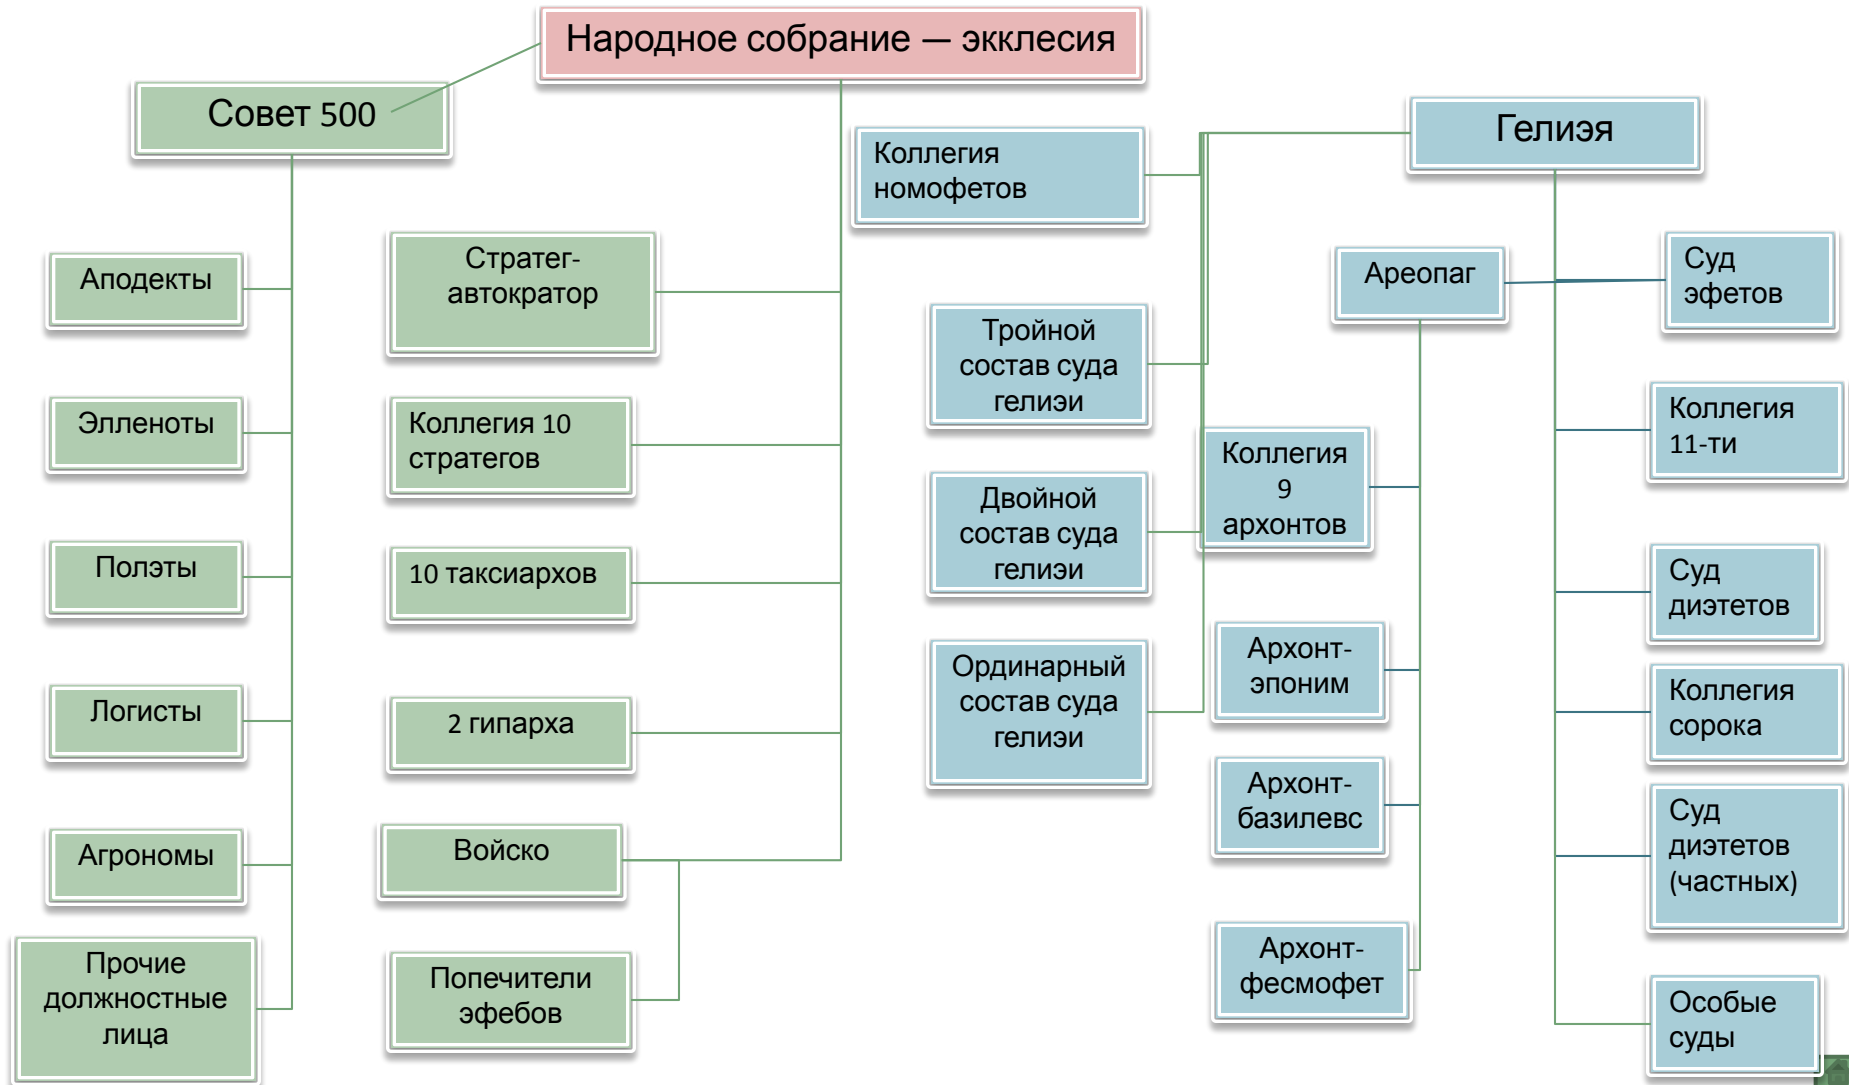 Народное собрание — экклесия
Совет 500
Гелиэя
Коллегия
номофетов
Аподекты
Элленоты
Полэты
Логисты
Агрономы
Прочие
должностные
лица
Стратег-
автократор
Коллегия 10
стратегов
10 таксиархов
2 гипарха
Войско
Попечители
эфебов
Тройной
состав суда
гелиэи
Двойной
состав суда
гелиэи
Ординарный
состав суда
гелиэи
Ареопаг
Коллегия
9
архонтов
Архонт-
эпоним
Архонт-
базилевс
Архонт-
фесмофет
Суд
эфетов
Коллегия
11-ти
Суд
диэтетов
Коллегия
сорока
Суд
диэтетов
(частных)
Особые
суды